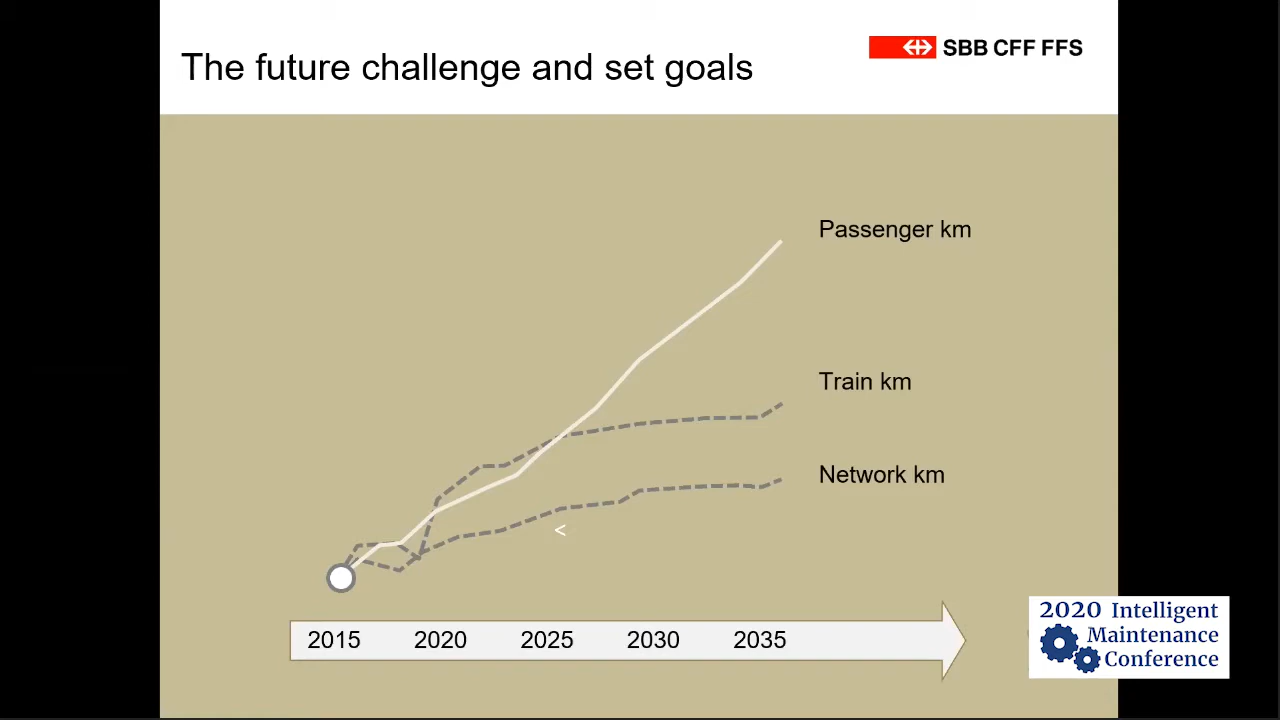 The future challenge and set goals
SBB CFF FFS
Passenger km
Train km
Network km
<
2015 2020 2025 2030 2035
2020 Intelligent
Maintenance
Conference